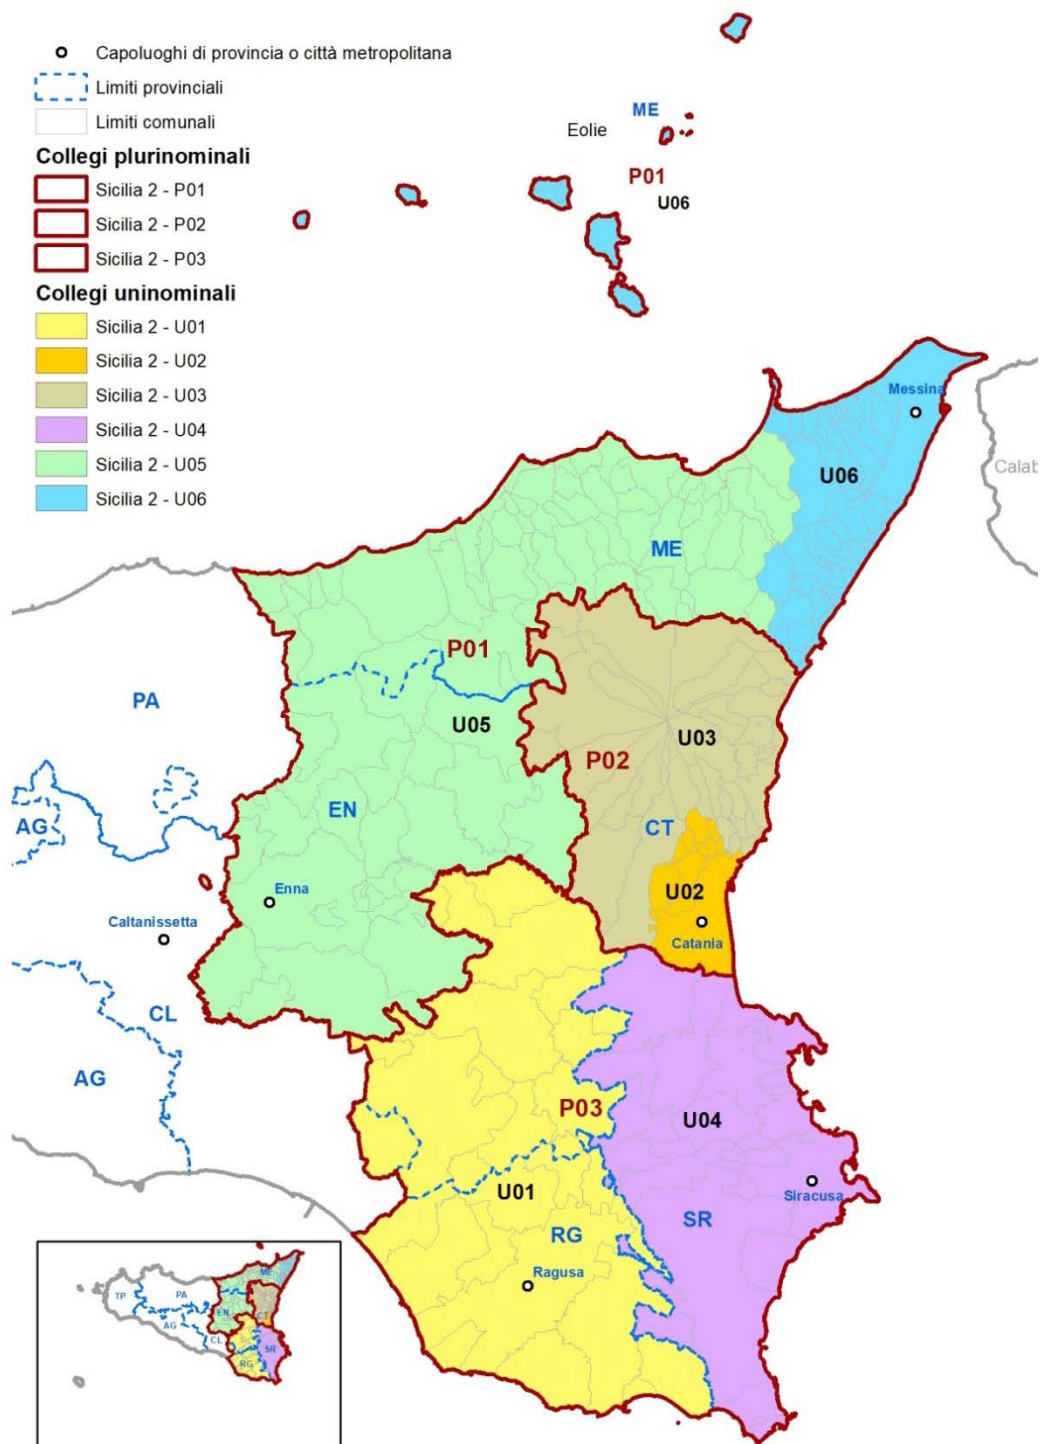 Capoluoghi di provincia o città metropolitana
Limiti provinciali
Limiti comunali
Collegi plurinominali
Sicilia 2 - P01
Sicilia 2 - P02
Sicilia 2 - P03
Collegi uninominali
Sicilia 2 - U01
Sicilia 2 - U02
Sicilia 2 - U03
Sicilia 2 - U04
Sicilia 2 - U05
Sicilia 2 - U06
ME
Eolie
P01
U06
Messina
Calab
U06
ME
P01
PA
U05
U03
P02
EN
AG
CT
U02
Enna
Caltanissetta
Catania
CL
AG
P03
U04
U01
Siracusa
SR
RG
Ragusa
ME
TP
PA
EN
CT
AG
CL
SR
RG